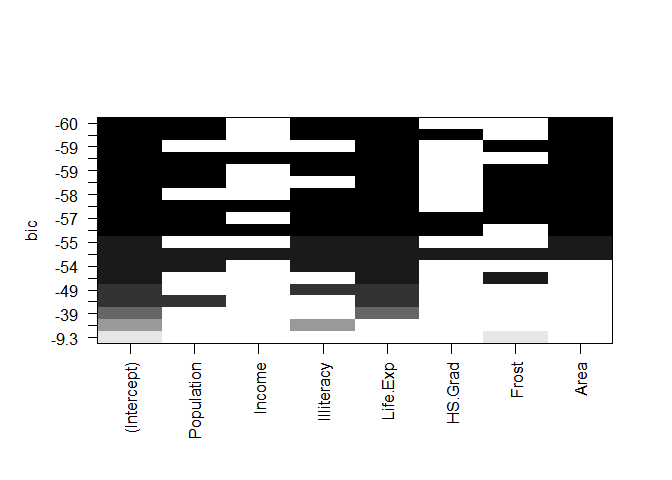 bic
-60
-59
-59
-58
-57
-55
-54
-49
-39
-9.3
(Intercept)
Population
Income
Illiteracy
Life.Exp
HS.Grad
Frost
Area